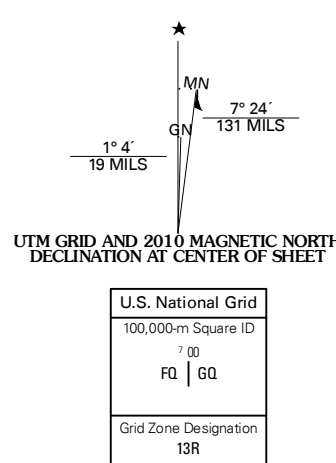 MN
GN
7° 24´
131 MILS
1° 4´
19 MILS
UTM GRID AND 2010 MAGNETIC NORTH
DECLINATION AT CENTER OF SHEET
U.S. National Grid
100,000-m Square ID
7 00
FQ | GQ
Grid Zone Designation
13R